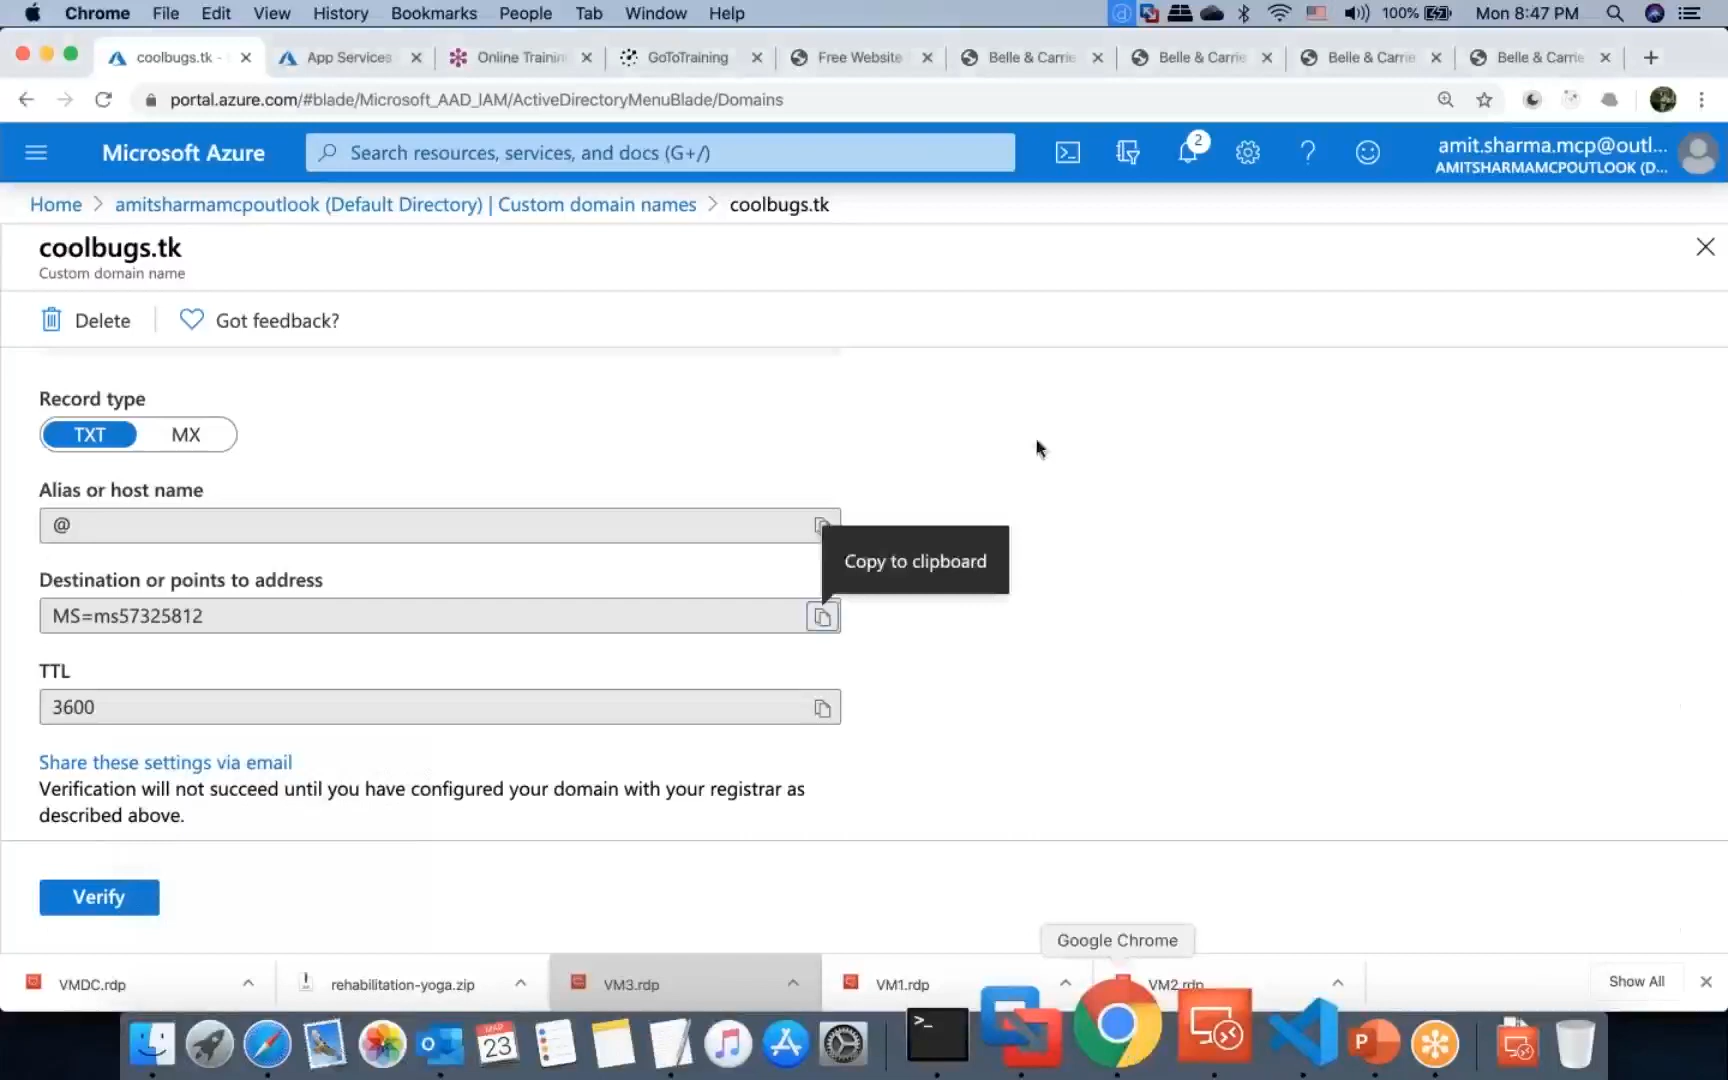 Chrome File Edit View History Bookmarks People Tab Window Help 100% Mon 8:47 PM
coolbugs.tk - App Services Online Trainin GoToTraining Free Website Belle & Carrie Belle & Carrie Belle & Carrie Belle & Carrie
portal.azure.com/#blade/Microsoft_AAD_IAM/ActiveDirectoryMenuBlade/Domains
Microsoft Azure Search resources, services, and docs (G+/) 2 amit.sharma.mcp@outl...
AMITSHARMAMCPOUTLOOK (D...
Home > amitsharmamcpoutlook (Default Directory) | Custom domain names > coolbugs.tk
coolbugs.tk
Custom domain name
Delete Got feedback?
Record type
TXT MX
Alias or host name
@
Copy to clipboard
Destination or points to address
MS=ms57325812
TTL
3600
Share these settings via email
Verification will not succeed until you have configured your domain with your registrar as
described above.
Verify
Google Chrome
VMDC.rdp rehabilitation-yoga.zip VM3.rdp VM1.rdp VM2.rdp Show All
MAR
23